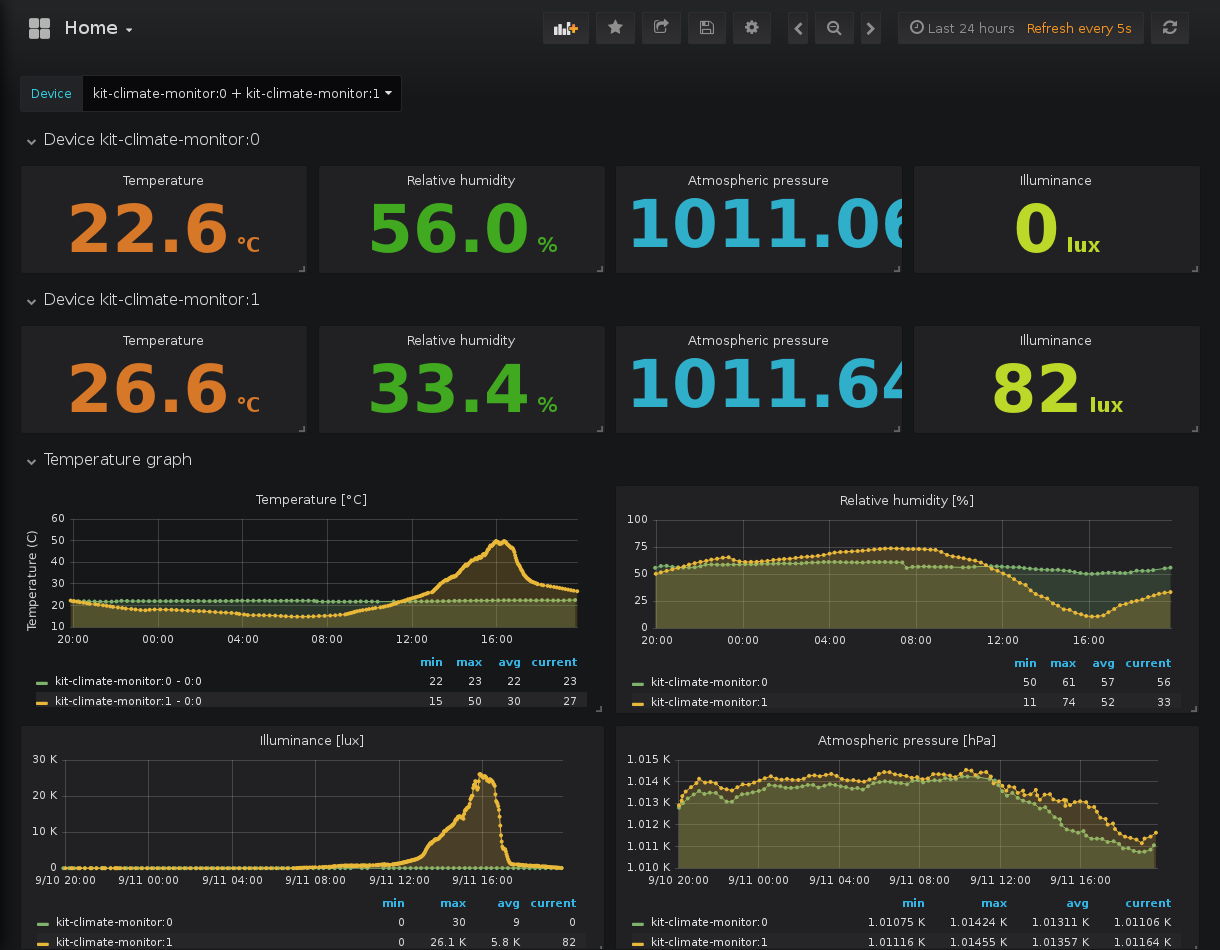 Home
Last 24 hours Refresh every 5s
Device kit-climate-monitor:0 + kit-climate-monitor:1
Device kit-climate-monitor:0
Temperature Relative humidity Atmospheric pressure Illuminance
22.6 °C 56.0 % 1011.06 0 lux
Device kit-climate-monitor:1
Temperature Relative humidity Atmospheric pressure Illuminance
26.6 °C 33.4 % 1011.64 82 lux
Temperature graph
Temperature [°C]
Temperature (C)
60
50
40
30
20
10
20:00 00:00 04:00 08:00 12:00 16:00
min max avg current
kit-climate-monitor:0 - 0:0 22 23 22 23
kit-climate-monitor:1 - 0:0 15 50 30 27
Relative humidity [%]
100
75
50
25
0
20:00 00:00 04:00 08:00 12:00 16:00
min max avg current
kit-climate-monitor:0 50 61 57 56
kit-climate-monitor:1 11 74 52 33
Illuminance [lux]
30 K
20 K
10 K
0
9/10 20:00 9/11 00:00 9/11 04:00 9/11 08:00 9/11 12:00 9/11 16:00
min max avg current
kit-climate-monitor:0 0 30 9 0
kit-climate-monitor:1 0 26.1 K 5.8 K 82
Atmospheric pressure [hPa]
1.015 K
1.014 K
1.013 K
1.012 K
1.011 K
1.010 K
9/10 20:00 9/11 00:00 9/11 04:00 9/11 08:00 9/11 12:00 9/11 16:00
min max avg current
kit-climate-monitor:0 1.01075 K 1.01424 K 1.01311 K 1.01106 K
kit-climate-monitor:1 1.01116 K 1.01455 K 1.01357 K 1.01164 K